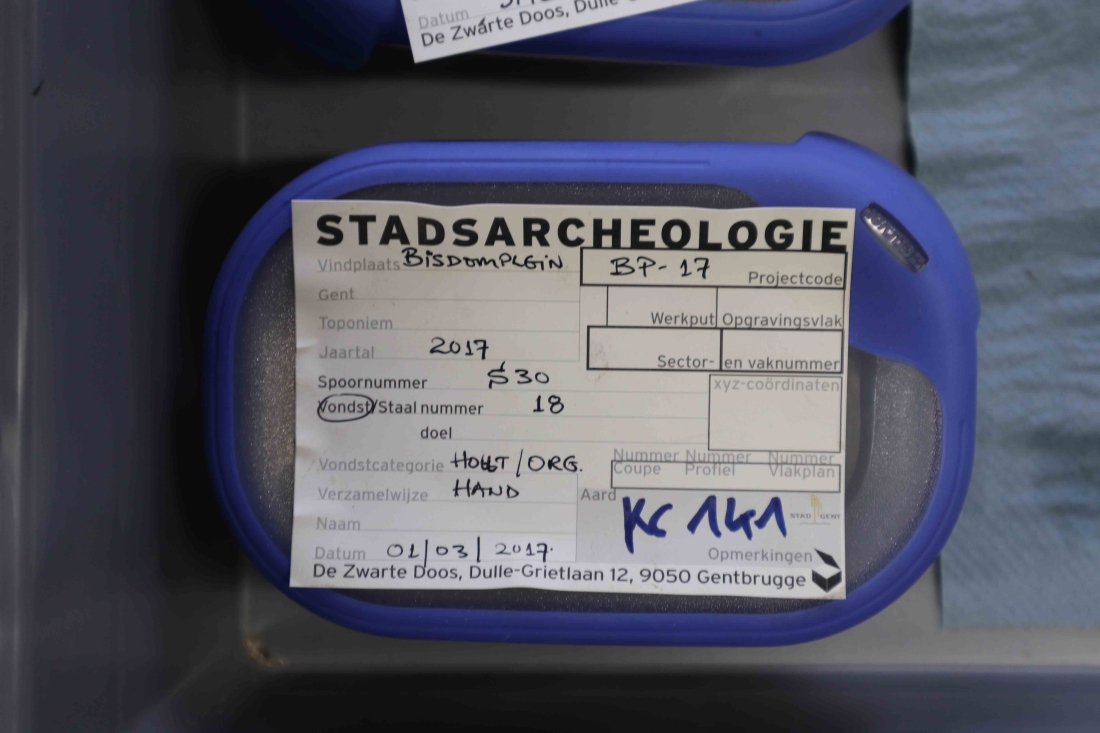 Datum
De Zwarte Doos, Dulle-
STADSARCHEOLOGIE
Vindplaats BISDOMPLEIN BP-17 Projectcode
Gent
Toponiem Werkput Opgravingsvlak
Jaartal 2017 Sector- en vaknummer
Spoornummer S30 xyz-coördinaten
Vondst/Staal nummer 18
doel
Nummer Nummer Nummer
Vondstcategorie HOUT/ORG. Coupe Profiel Vlakplan
Verzamelwijze HAND Aard
KC 141 STAD GENT
Naam
Datum 01/03/2017. Opmerkingen
De Zwarte Doos, Dulle-Grietlaan 12, 9050 Gentbrugge